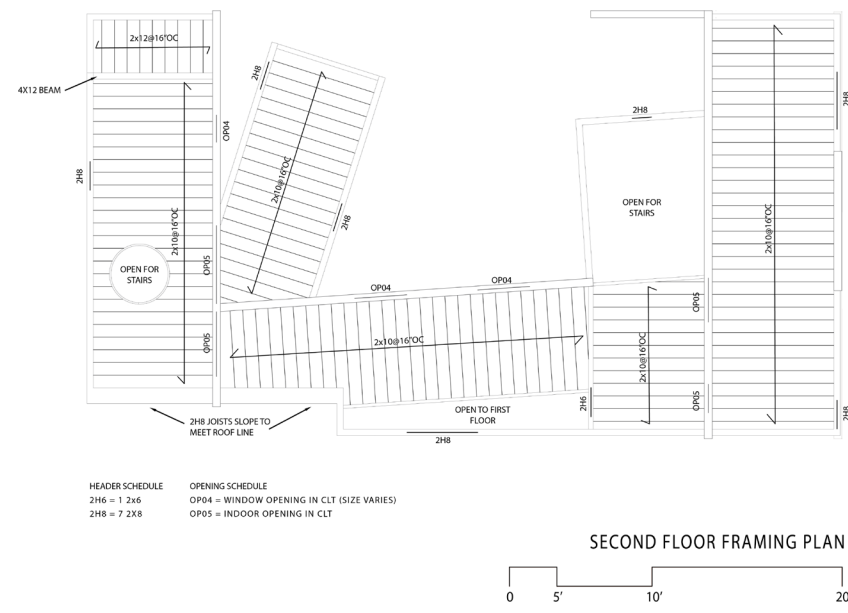 2x12@16"OC
4X12 BEAM
2H8
OP04
2H8
2x10@16"OC
2H8
2H8
2H8
2x10@16"OC
OPEN FOR
STAIRS
OP05
OPEN FOR
STAIRS
2x10@16"OC
OP04
OP04
OP05
OP05
2x10@16"OC
2x10@16"OC
2H6
OP05
2H8
OPEN TO FIRST
FLOOR
2H8
2H8 JOISTS SLOPE TO
MEET ROOF LINE
HEADER SCHEDULE
2H6 = 1 2x6
2H8 = 7 2X8
OPENING SCHEDULE
OP04 = WINDOW OPENING IN CLT (SIZE VARIES)
OP05 = INDOOR OPENING IN CLT
SECOND FLOOR FRAMING PLAN
0 5' 10' 20